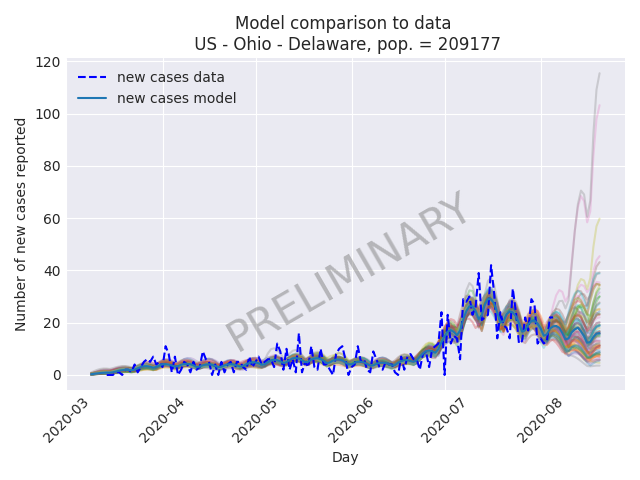 Model comparison to data
US - Ohio - Delaware, pop. = 209177
120
100
80
60
40
20
0
Number of new cases reported
new cases data
new cases model
PRELIMINARY
2020-03
2020-04
2020-05
2020-06
2020-07
2020-08
Day